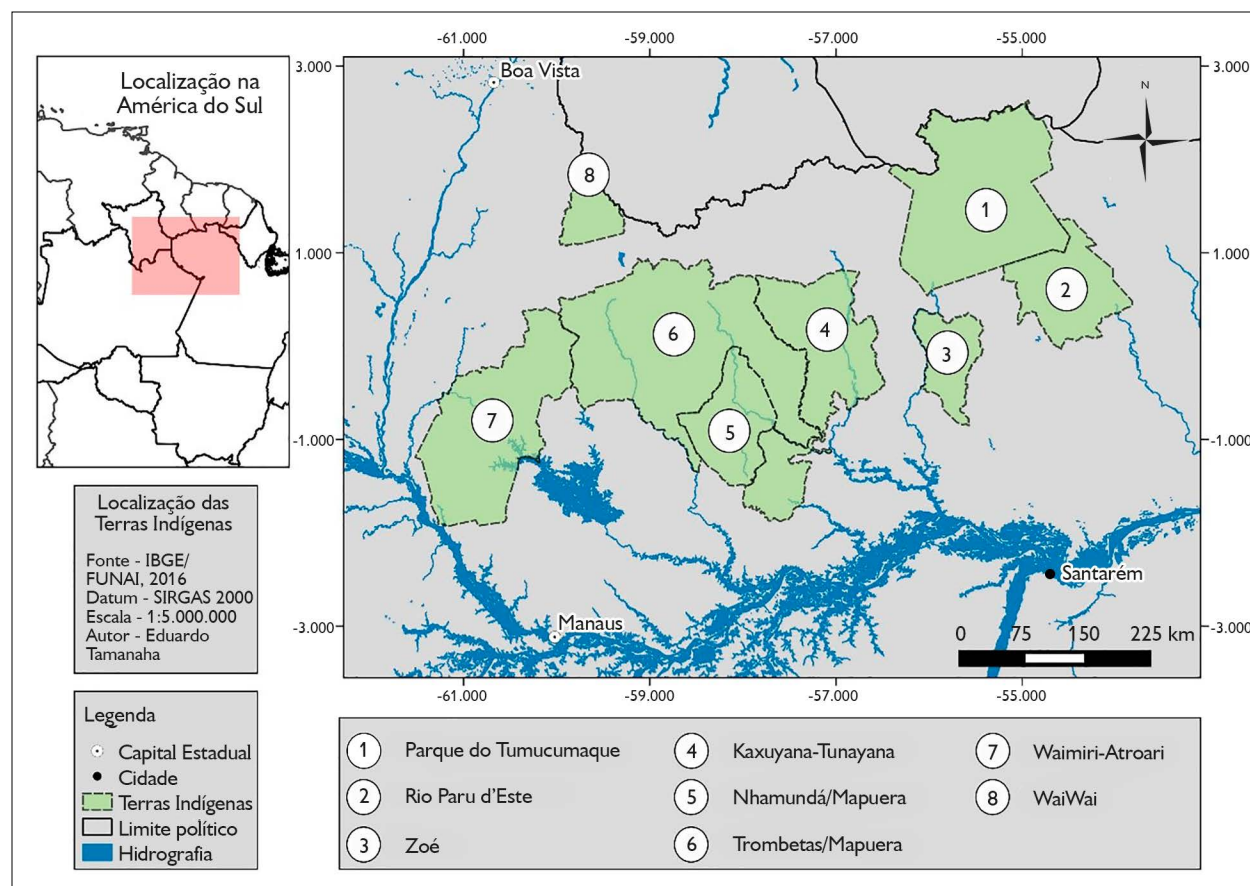 Localização na
América do Sul
-61.000
-59.000
-57.000
-55.000
3.000
3.000
Boa Vista
N
8
1
1.000
1.000
2
6
4
3
7
5
-1.000
-1.000
Santarém
Manaus
0 75 150 225 km
-3.000
-3.000
-61.000
-59.000
-57.000
-55.000
Localização das
Terras Indígenas
Fonte - IBGE/
FUNAI, 2016
Datum - SIRGAS 2000
Escala - 1:5.000.000
Autor - Eduardo
Tamanaha
Legenda
Capital Estadual
Cidade
Terras Indígenas
Limite político
Hidrografia
1 Parque do Tumucumaque
2 Rio Paru d'Este
3 Zoé
4 Kaxuyana-Tunayana
5 Nhamundá/Mapuera
6 Trombetas/Mapuera
7 Waimiri-Atroari
8 WaiWai